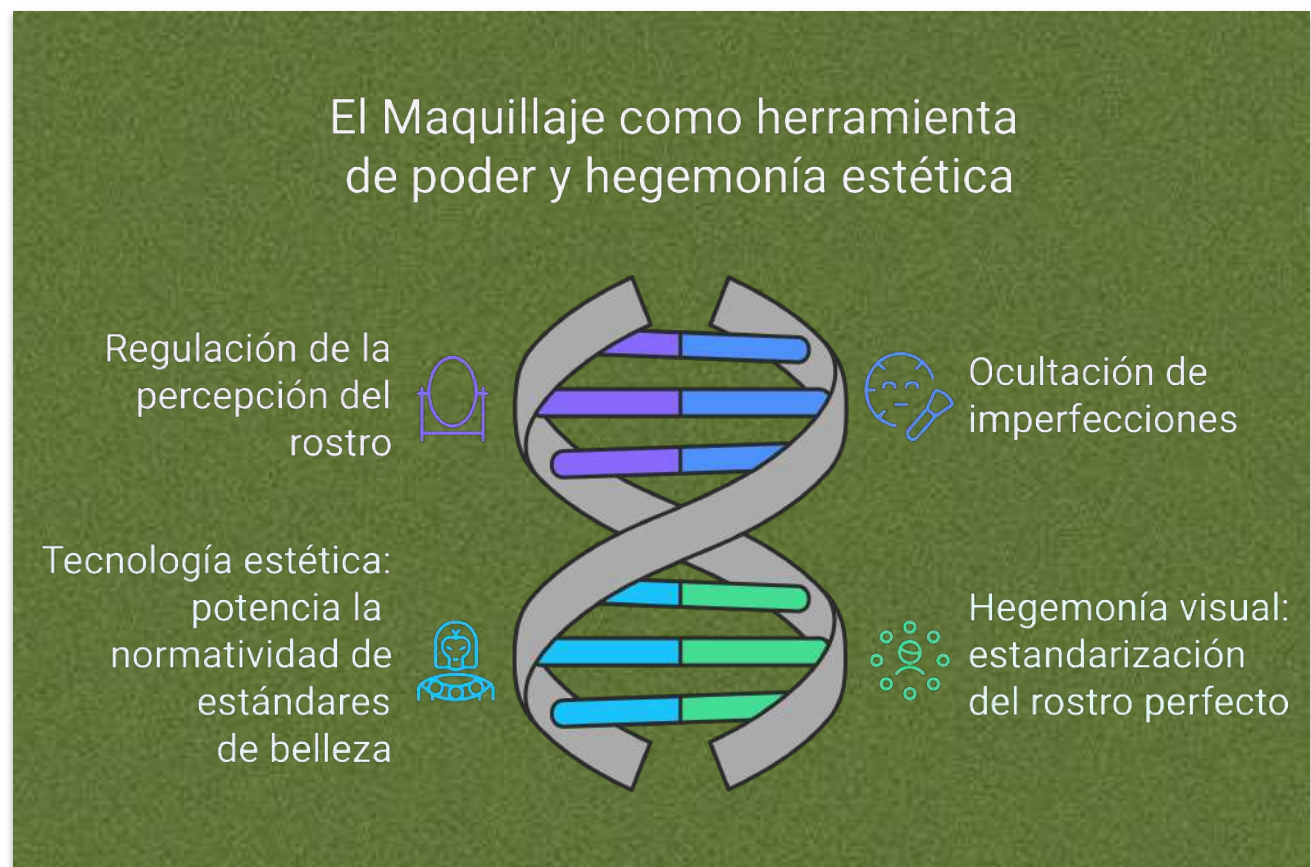 El Maquillaje como herramienta
de poder y hegemonía estética
Regulación de la
percepción del
rostro
Ocultación de
imperfecciones
Tecnología estética:
potencia la
normatividad de
estándares
de belleza
Hegemonía visual:
estandarización
del rostro perfecto